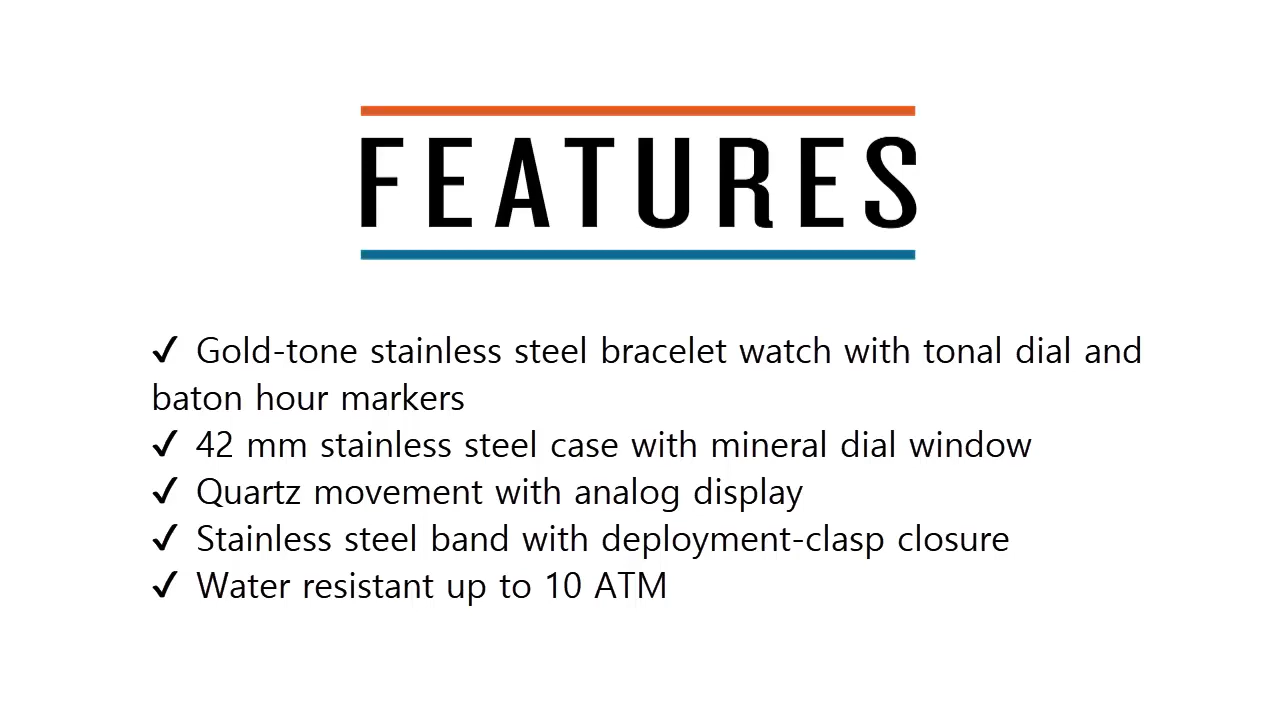 FEATURES
✓ Gold-tone stainless steel bracelet watch with tonal dial and
baton hour markers
✓ 42 mm stainless steel case with mineral dial window
✓ Quartz movement with analog display
✓ Stainless steel band with deployment-clasp closure
✓ Water resistant up to 10 ATM